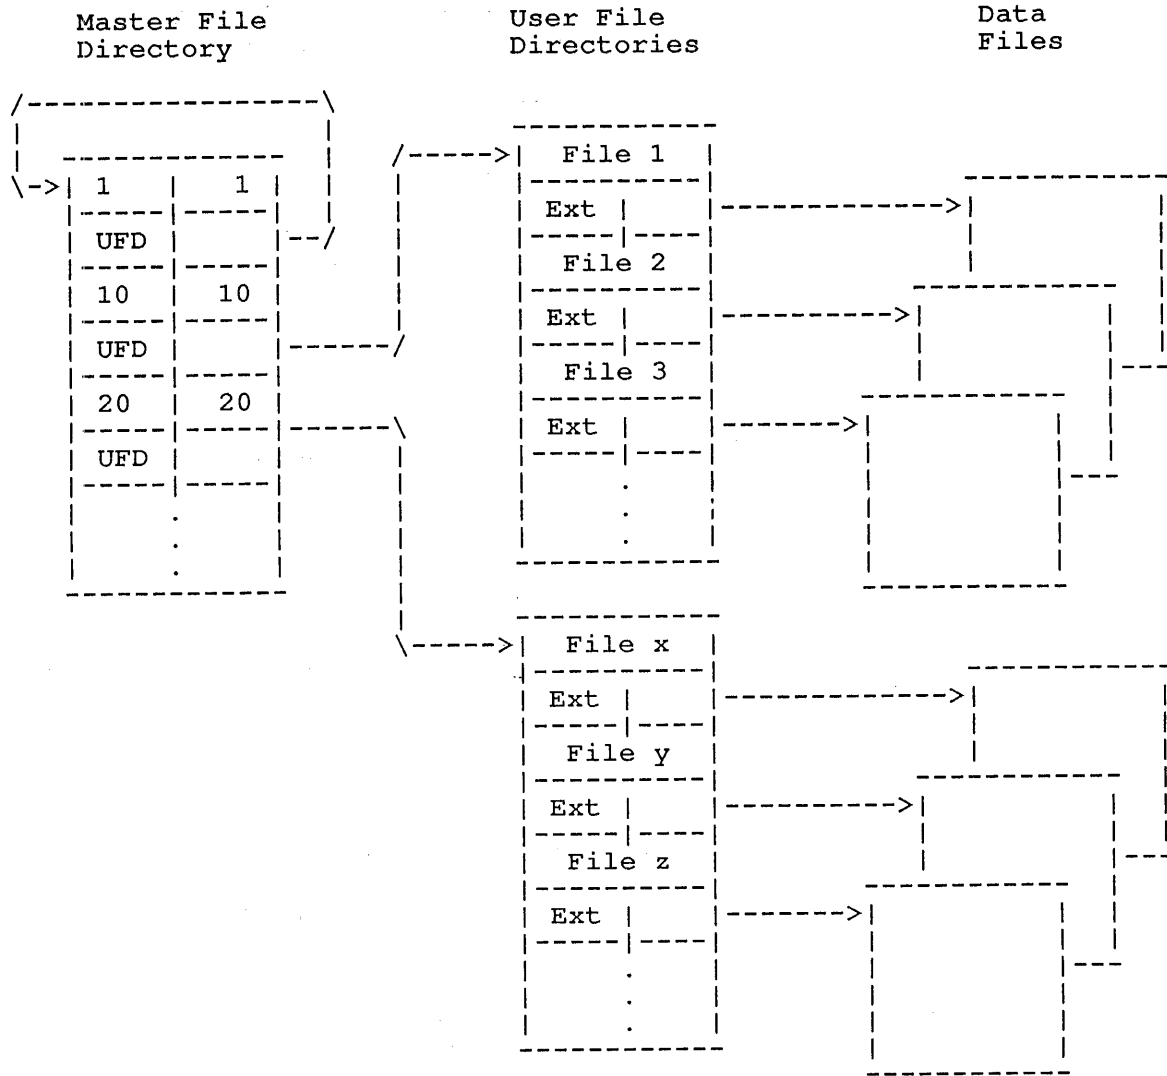 Master File
Directory
User File
Directories
Data
Files
1 1
UFD
10 10
UFD
20 20
UFD
.
.
.
File 1
Ext
File 2
Ext
File 3
Ext
.
.
.
File x
Ext
File y
Ext
File z
Ext
.
.
.